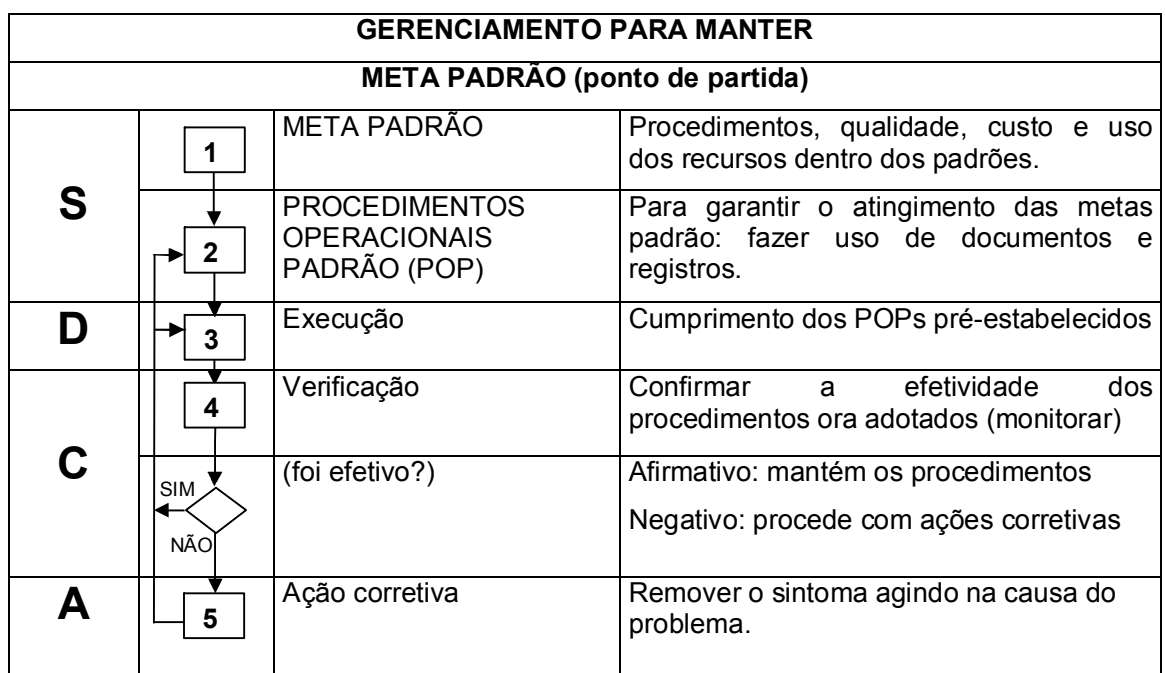 GERENCIAMENTO PARA MANTER
META PADRÃO (ponto de partida)
S
1
META PADRÃO
Procedimentos, qualidade, custo e uso
dos recursos dentro dos padrões.
2
PROCEDIMENTOS
OPERACIONAIS
PADRÃO (POP)
Para garantir o atingimento das metas
padrão: fazer uso de documentos e
registros.
D
3
Execução
Cumprimento dos POPs pré-estabelecidos
C
4
Verificação
Confirmar a efetividade dos
procedimentos ora adotados (monitorar)
SIM
NÃO
(foi efetivo?)
Afirmativo: mantém os procedimentos
Negativo: procede com ações corretivas
A
5
Ação corretiva
Remover o sintoma agindo na causa do
problema.